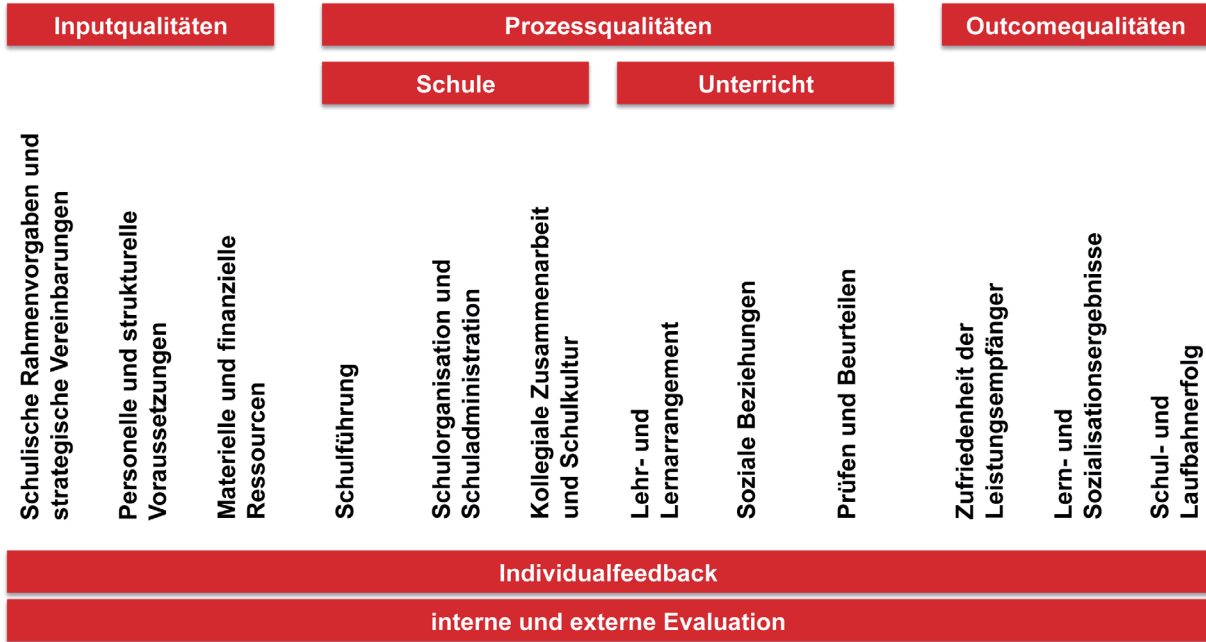 Inputqualitäten
Prozessqualitäten
Outcomequalitäten
Schule
Unterricht
Schulische Rahmenvorgaben und
strategische Vereinbarungen
Personelle und strukturelle
Voraussetzungen
Materielle und finanzielle
Ressourcen
Schulführung
Schulorganisation und
Schuladministration
Kollegiale Zusammenarbeit
und Schulkultur
Lehr- und
Lernarrangement
Soziale Beziehungen
Prüfen und Beurteilen
Zufriedenheit der
Leistungsempfänger
Lern- und
Sozialisationsergebnisse
Schul- und
Laufbahnerfolg
Individualfeedback
interne und externe Evaluation